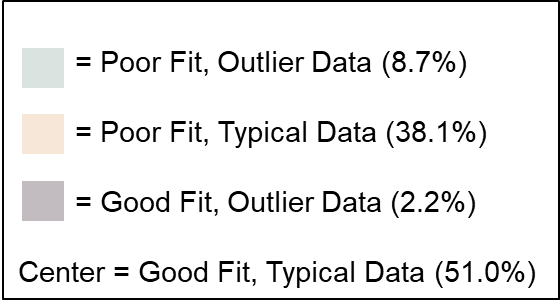 = Poor Fit, Outlier Data (8.7%)
= Poor Fit, Typical Data (38.1%)
= Good Fit, Outlier Data (2.2%)
Center = Good Fit, Typical Data (51.0%)